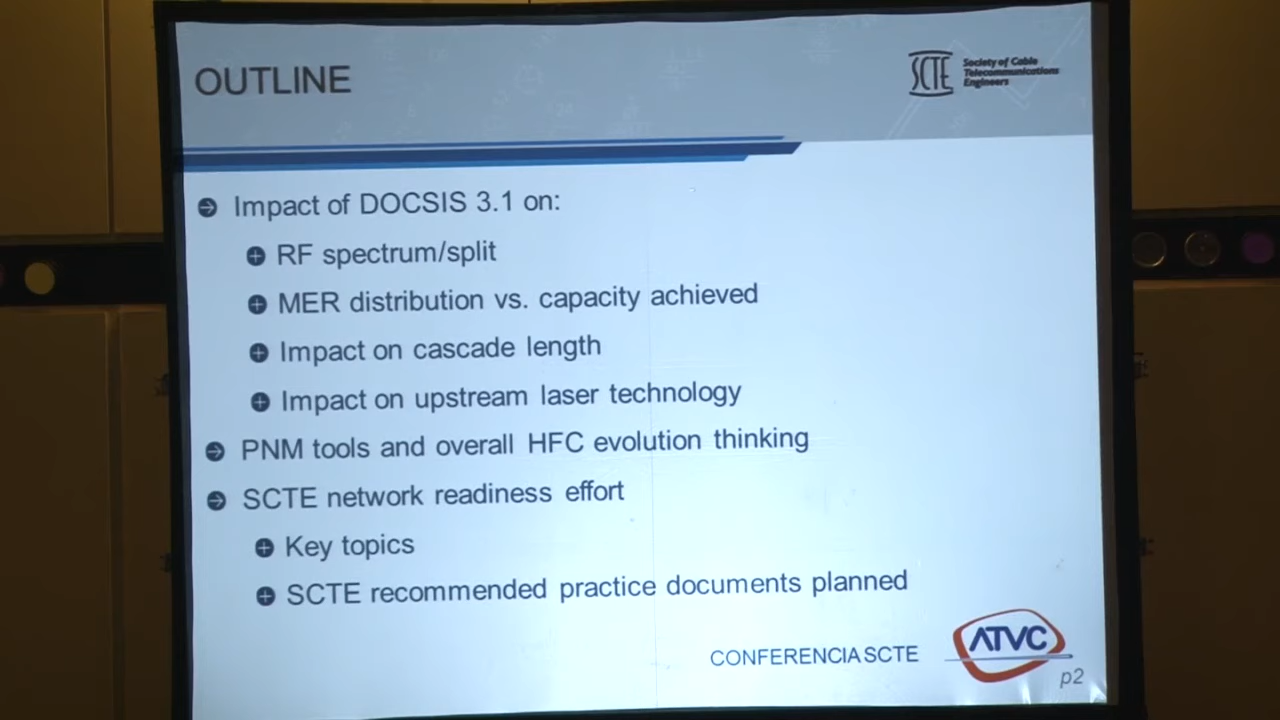 OUTLINE
SCTE
Society of Cable
Telecommunications
Engineers
Impact of DOCSIS 3.1 on:
RF spectrum/split
MER distribution vs. capacity achieved
Impact on cascade length
Impact on upstream laser technology
PNM tools and overall HFC evolution thinking
SCTE network readiness effort
Key topics
SCTE recommended practice documents planned
CONFERENCIA SCTE
ATVC
p2